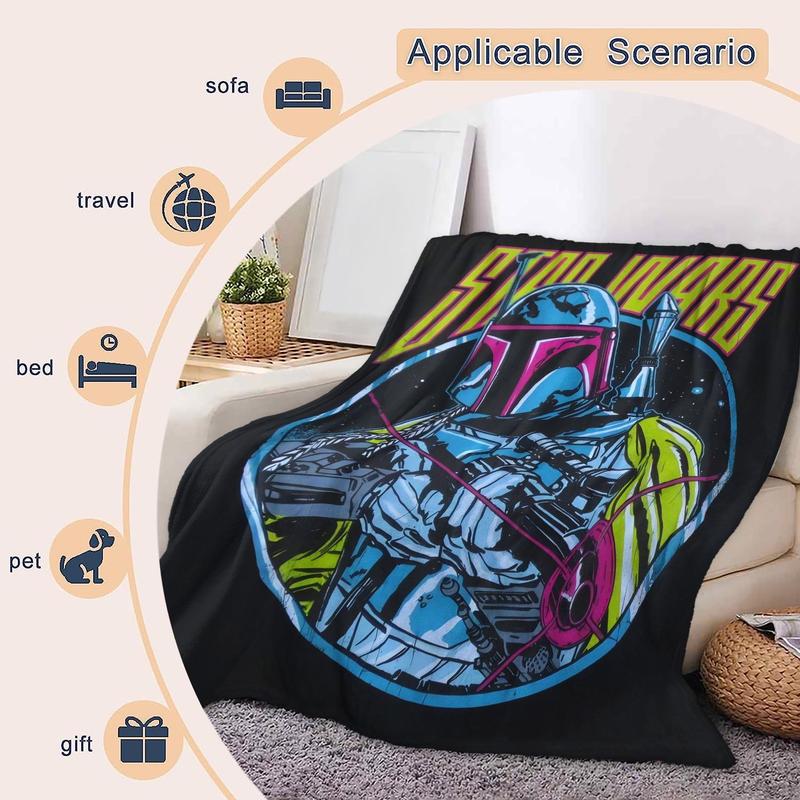 Applicable Scenario
sofa
travel
bed
pet
gift
STAR WARS